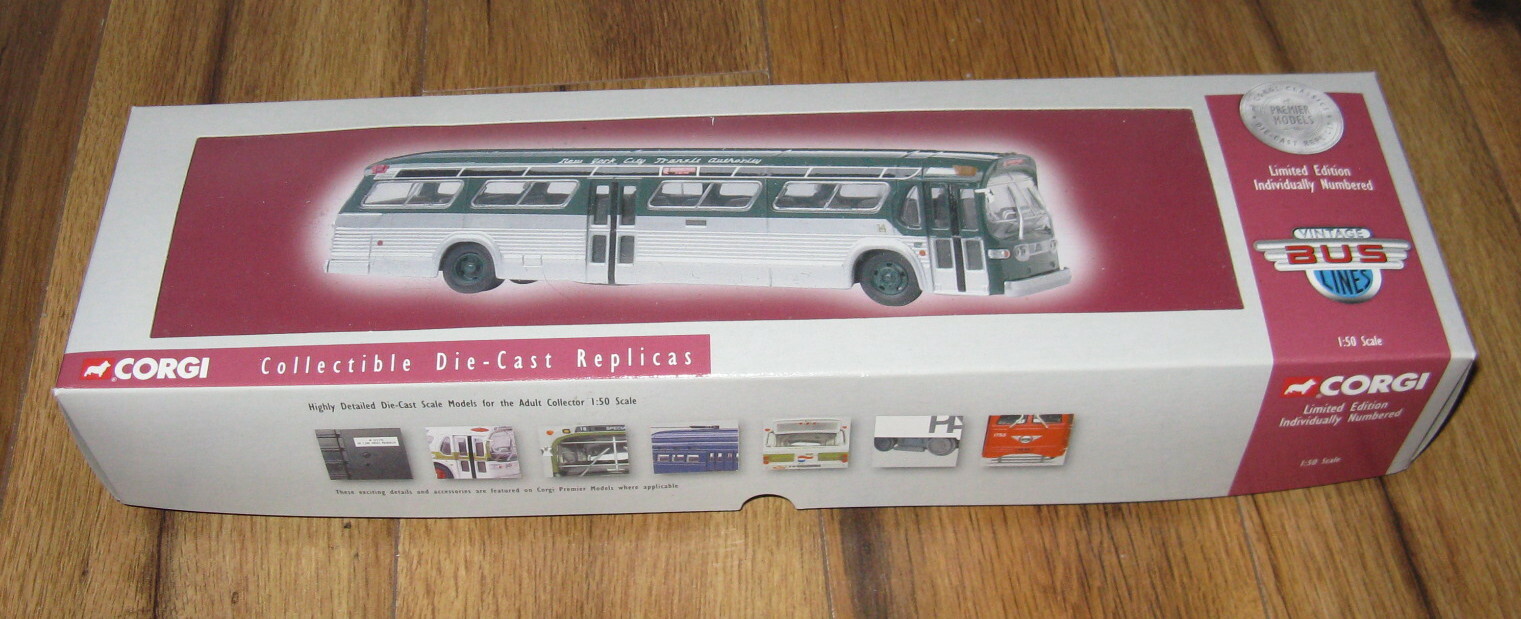 New York City Transit Authority
PREMIER
MODELS
Limited Edition
Individually Numbered
VINTAGE
BUS
LINES
1:50 Scale
CORGI
Collectible Die-Cast Replicas
CORGI
Limited Edition
Individually Numbered
1:50 Scale
Highly Detailed Die-Cast Scale Models for the Adult Collector 1:50 Scale
SPECIAL
These exciting details and accessories are featured on Corgi Premier Models where applicable